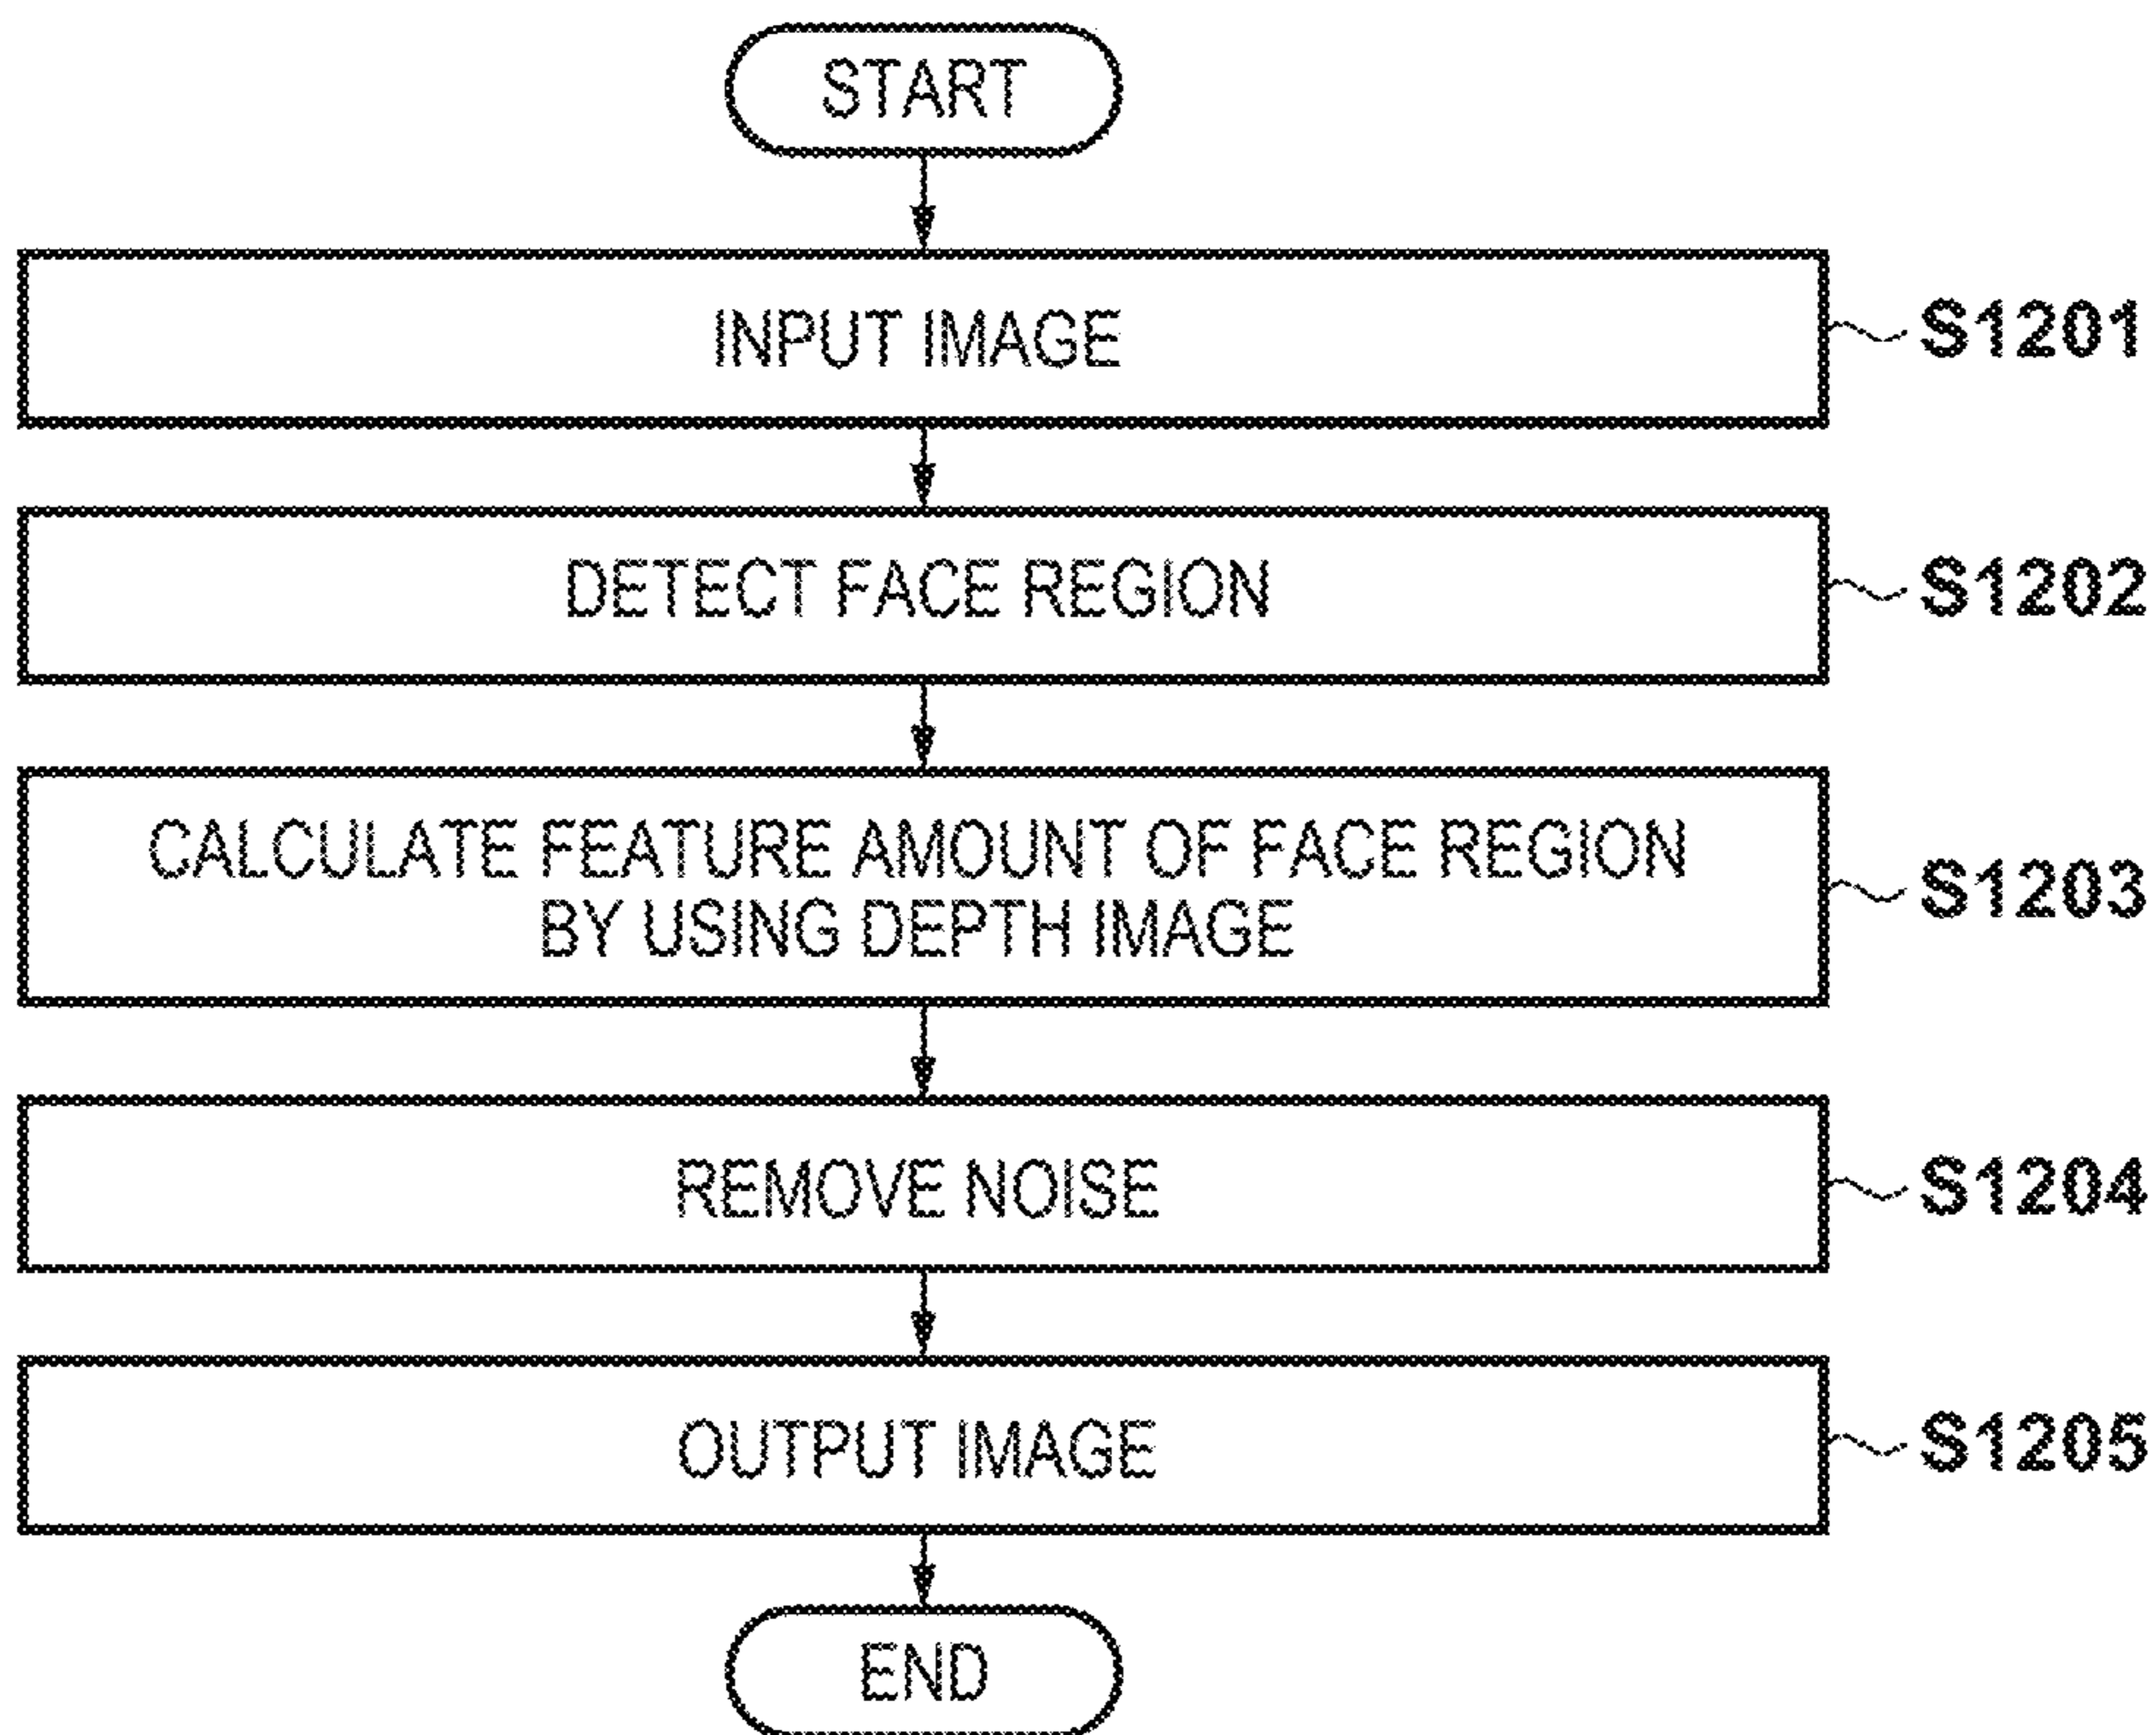 START
INPUT IMAGE
S1201
DETECT FACE REGION
S1202
CALCULATE FEATURE AMOUNT OF FACE REGION
BY USING DEPTH IMAGE
S1203
REMOVE NOISE
S1204
OUTPUT IMAGE
S1205
END